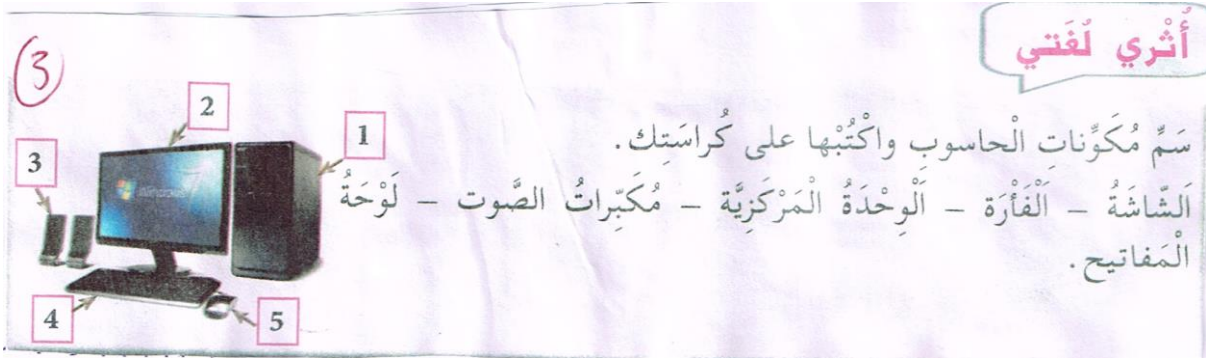 أُثْري لُغَتي
3
سَمِّ مُكَوِّناتِ الْحاسوبِ واكْتُبْها على كُراسَتِك.
اَلشّاشَةُ – اَلْفَأْرَة – اَلْوِحْدَةُ الْمَرْكَزِيَّة – مُكَبِّراتُ الصَّوت – لَوْحَةُ
الْمَفاتيح.
1
2
3
4
5